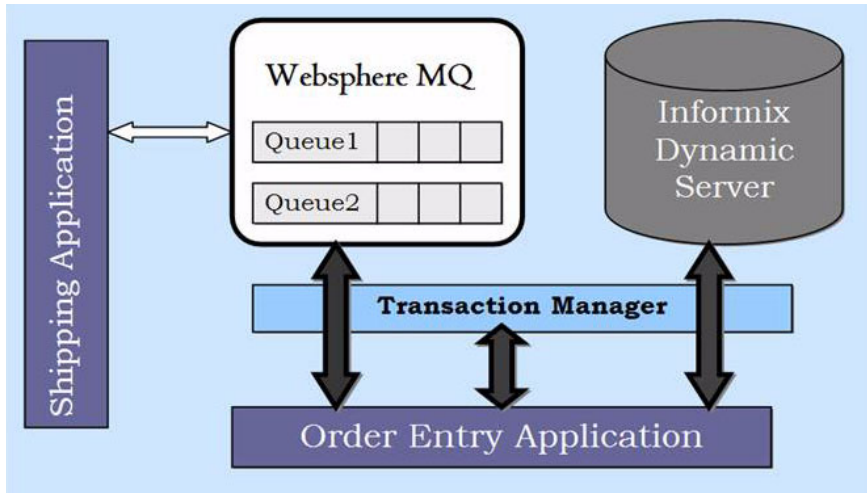 Shipping Application
Websphere MQ
Queue1
Queue2
Informix
Dynamic
Server
Transaction Manager
Order Entry Application